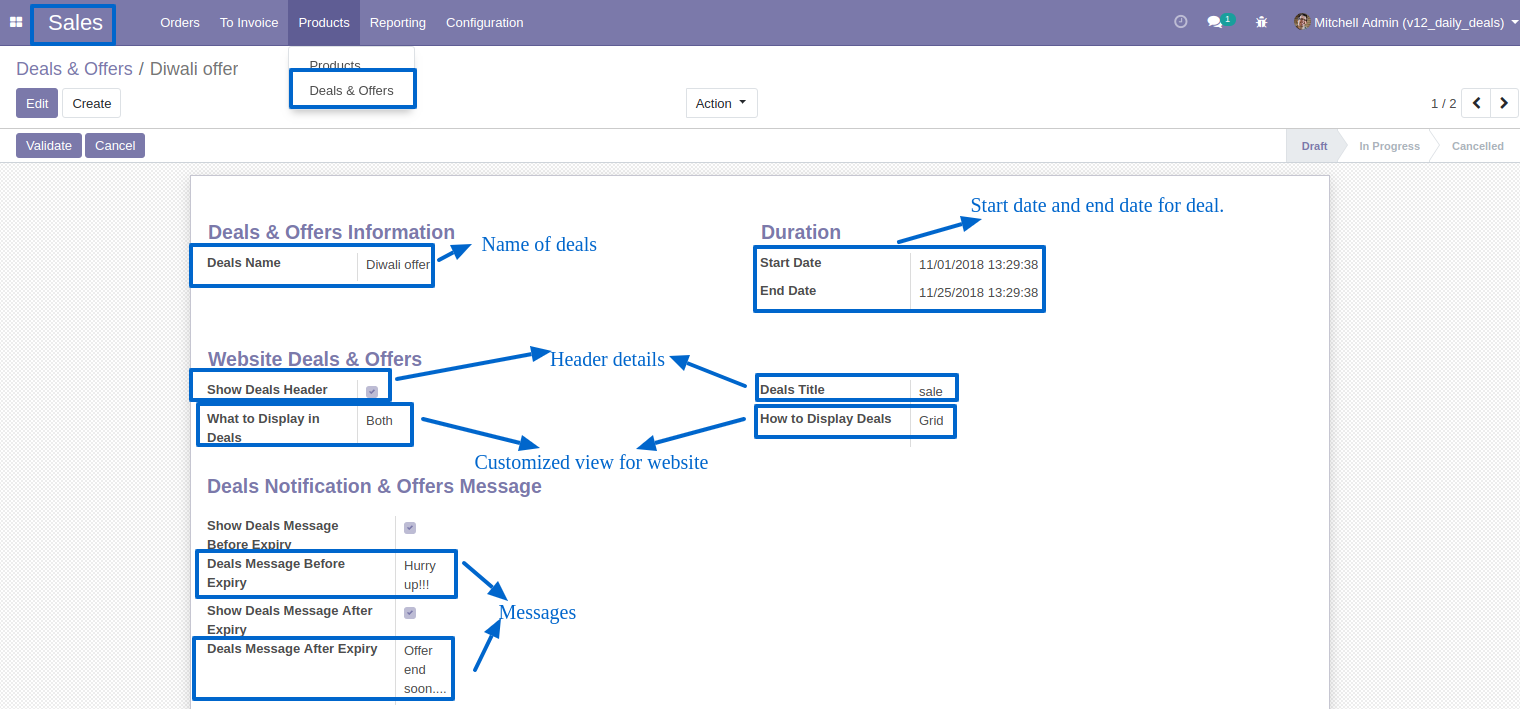 Sales Orders To Invoice Products Reporting Configuration 1 Mitchell Admin (v12_daily_deals)
Products
Deals & Offers
Deals & Offers / Diwali offer
Edit Create Action 1 / 2
Validate Cancel Draft In Progress Cancelled
Start date and end date for deal.
Deals & Offers Information Duration
Name of deals
Deals Name Diwali offer
Start Date 11/01/2018 13:29:38
End Date 11/25/2018 13:29:38
Website Deals & Offers
Header details
Show Deals Header Deals Title sale
What to Display in Both How to Display Deals Grid
Deals
Customized view for website
Deals Notification & Offers Message
Show Deals Message
Before Expiry
Deals Message Before Hurry
Expiry up!!!
Show Deals Message After
Expiry
Messages
Deals Message After Expiry Offer
end
soon....